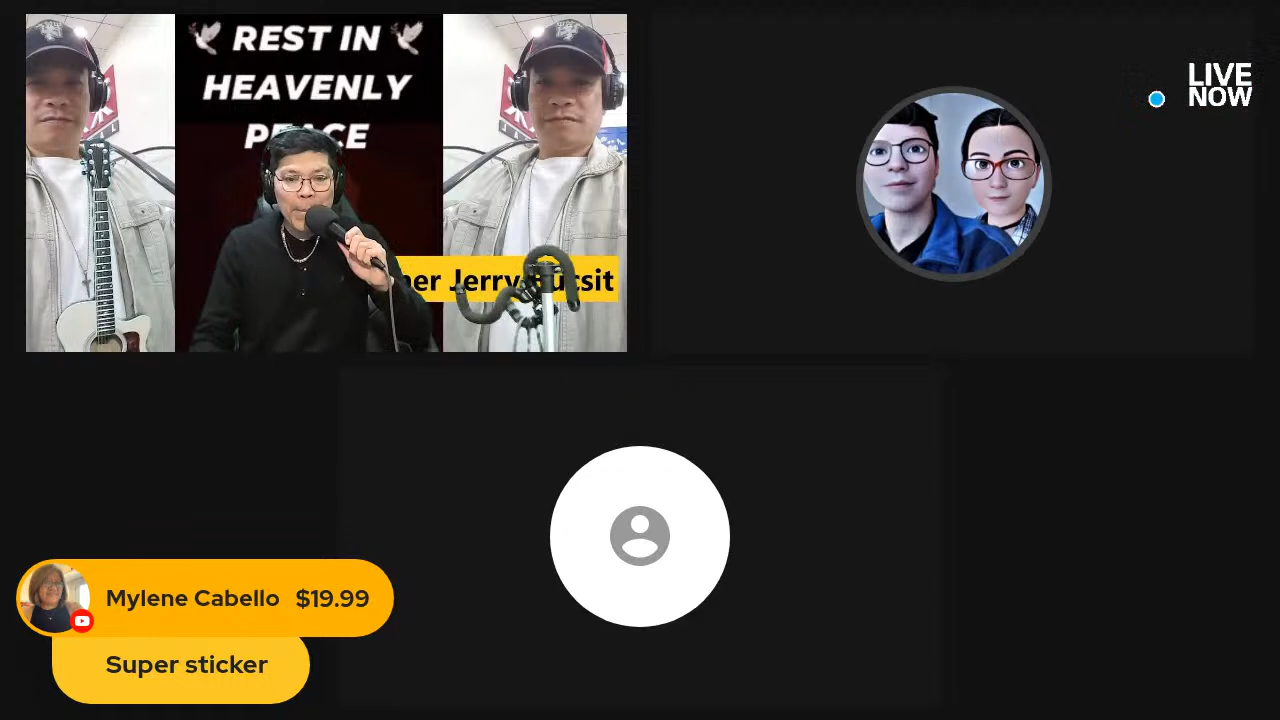 REST IN
HEAVENLY
PEACE
Jerry
LIVE
NOW
Mylene Cabello $19.99
Super sticker